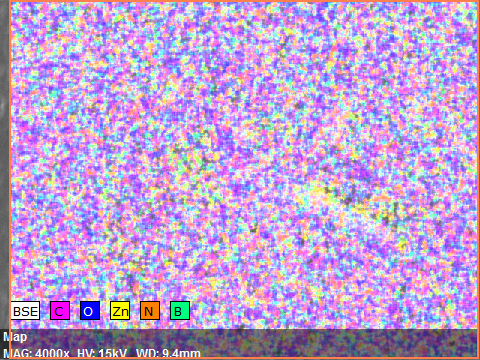 BSE C O Zn N B
Map
MAG: 4000x HV: 15kV WD: 9.4mm